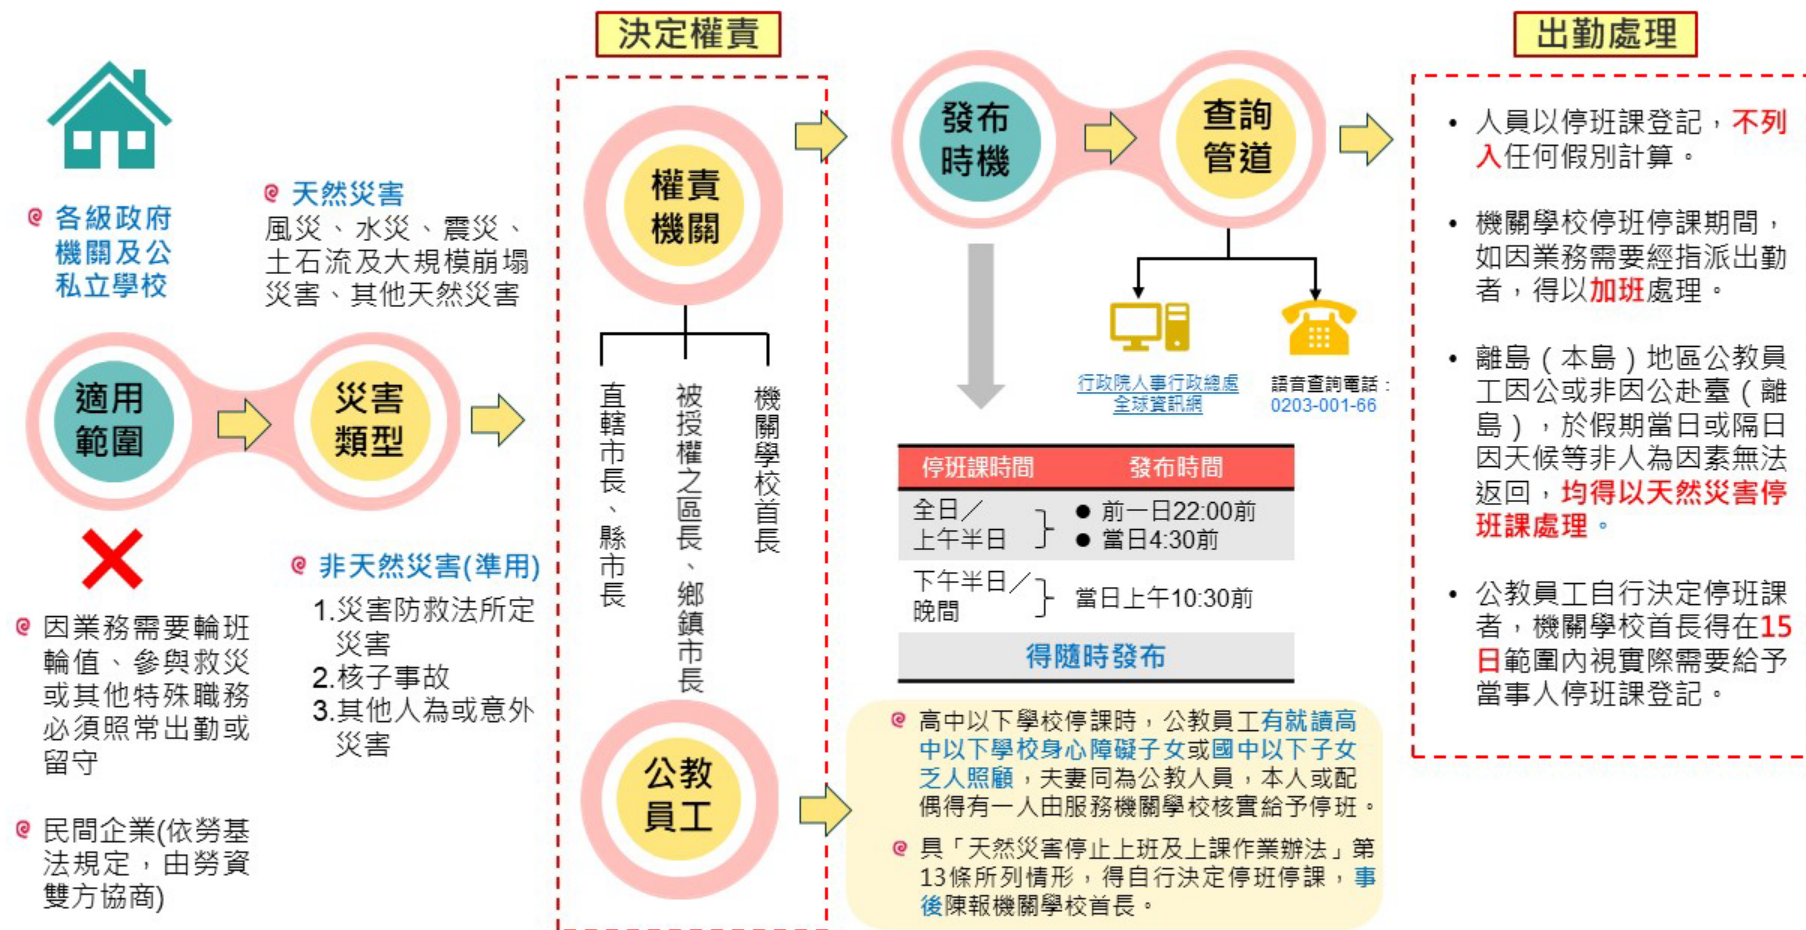 各級政府
機關及公
私立學校
適用
範圍
因業務需要輪班
輪值、參與救災
或其他特殊職務
必須照常出勤或
留守
民間企業(依勞基
法規定，由勞資
雙方協商)
天然災害
風災、水災、震災、
土石流及大規模崩塌
災害、其他天然災害
災害
類型
非天然災害(準用)
1.災害防救法所定
災害
2.核子事故
3.其他人為或意外
災害
決定權責
權責
機關
直轄市長、縣市長
被授權之區長、鄉鎮市長
機關學校首長
公教
員工
發布
時機
查詢
管道
行政院人事行政總處
全球資訊網
語音查詢電話：
0203-001-66
停班課時間 發布時間
全日／
上午半日
● 前一日22:00前
● 當日4:30前
下午半日／
晚間
當日上午10:30前
得隨時發布
高中以下學校停課時，公教員工有就讀高
中以下學校身心障礙子女或國中以下子女
乏人照顧，夫妻同為公教人員，本人或配
偶得有一人由服務機關學校核實給予停班。
具「天然災害停止上班及上課作業辦法」第
13條所列情形，得自行決定停班停課，事
後陳報機關學校首長。
出勤處理
• 人員以停班課登記，不列
入任何假別計算。
• 機關學校停班停課期間，
如因業務需要經指派出勤
者，得以加班處理。
• 離島（本島）地區公教員
工因公或非因公赴臺（離
島），於假期當日或隔日
因天候等非人為因素無法
返回，均得以天然災害停
班課處理。
• 公教員工自行決定停班課
者，機關學校首長得在15
日範圍內視實際需要給予
當事人停班課登記。